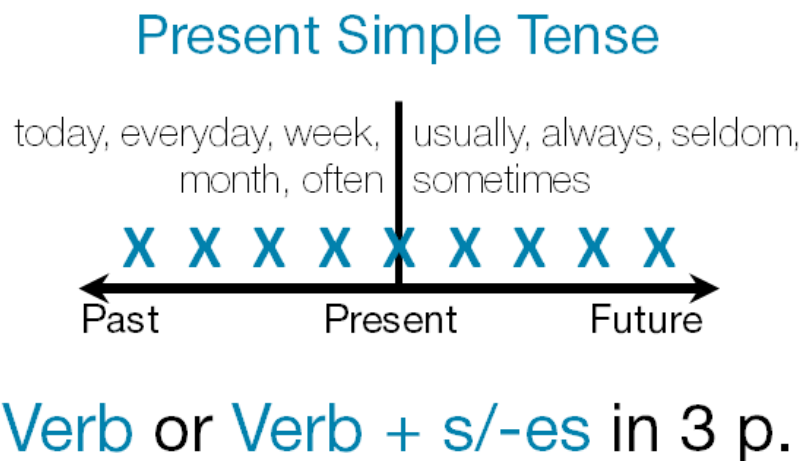 Present Simple Tense
today, everyday, week, usually, always, seldom,
month, often sometimes
X X X X X X X X X
Past Present Future
Verb or Verb + s/-es in 3 p.